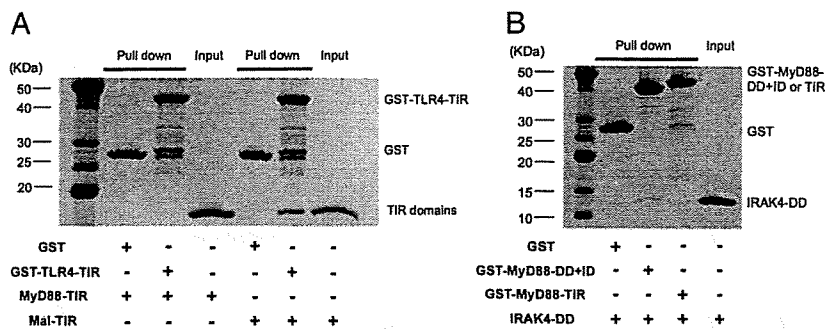 A
Pull down Input Pull down Input
(KDa)
50
40
30
25
20
GST-TLR4-TIR
GST
TIR domains
GST + - - + - -
GST-TLR4-TIR - + - - + -
MyD88-TIR + + + - - -
Mal-TIR - - - + + +
B
Pull down Input
(KDa)
50
40
30
25
20
15
10
GST-MyD88-
DD+ID or TIR
GST
IRAK4-DD
GST + - - -
GST-MyD88-DD+ID - + - -
GST-MyD88-TIR - - + -
IRAK4-DD + + + +